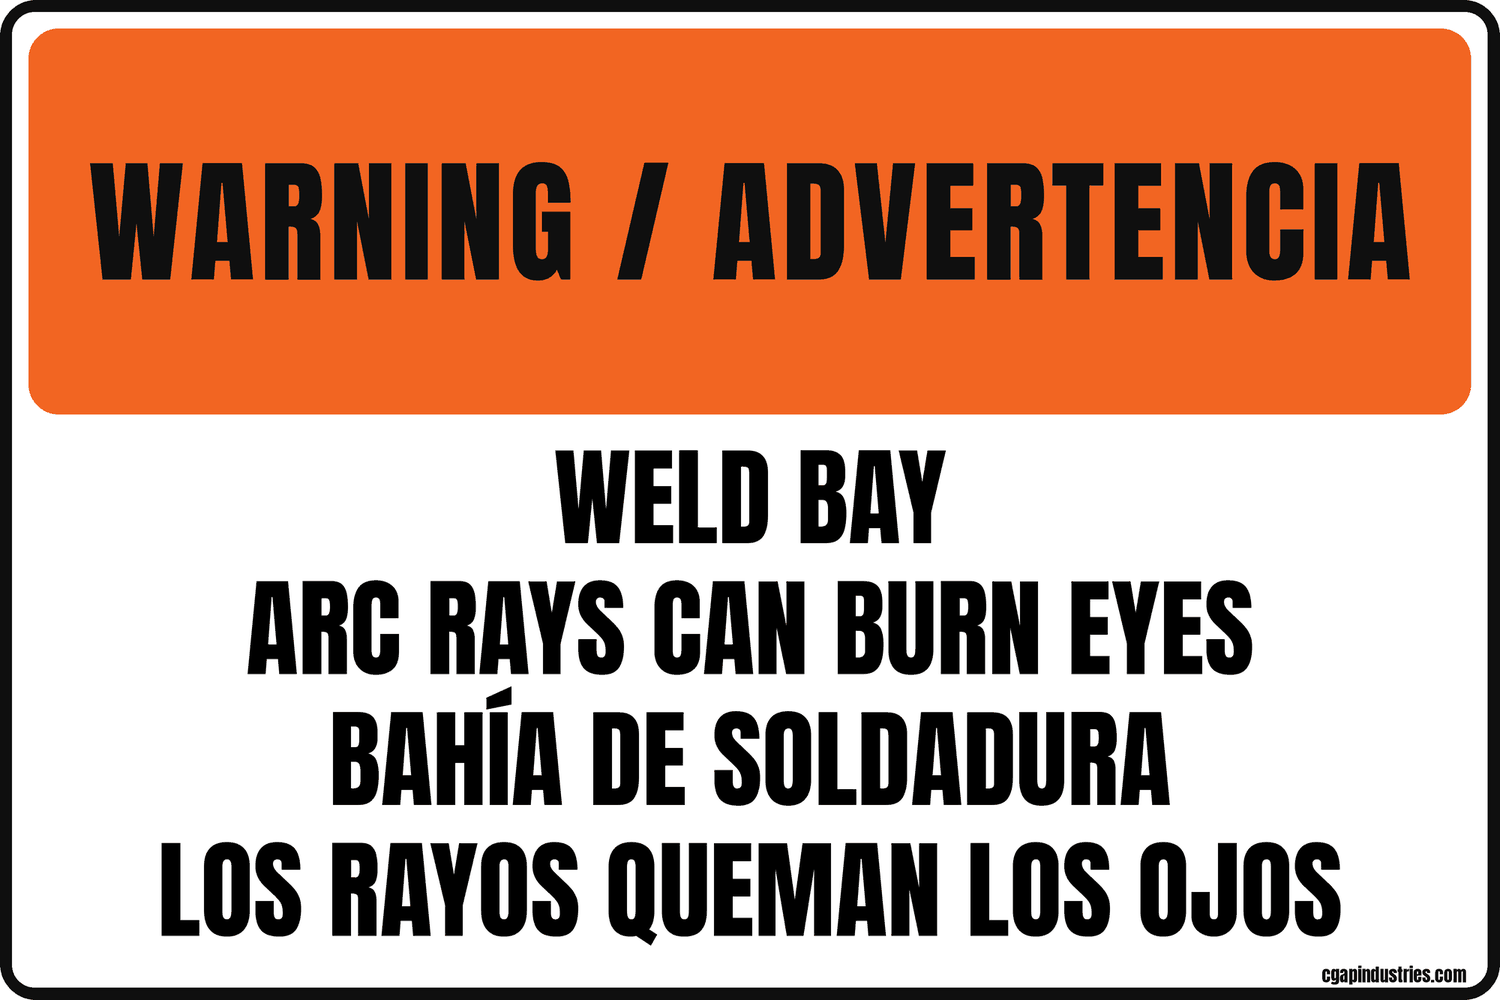 WARNING / ADVERTENCIA
WELD BAY
ARC RAYS CAN BURN EYES
BAHÍA DE SOLDADURA
LOS RAYOS QUEMAN LOS OJOS
cgapindustries.com